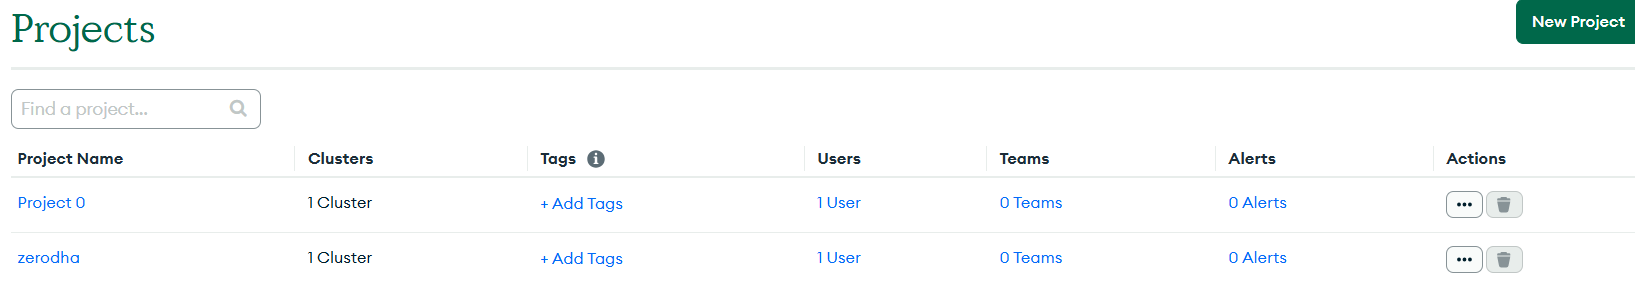 Projects
New Project
Find a project...
Project Name Clusters Tags Users Teams Alerts Actions
Project 0 1 Cluster + Add Tags 1 User 0 Teams 0 Alerts
zerodha 1 Cluster + Add Tags 1 User 0 Teams 0 Alerts